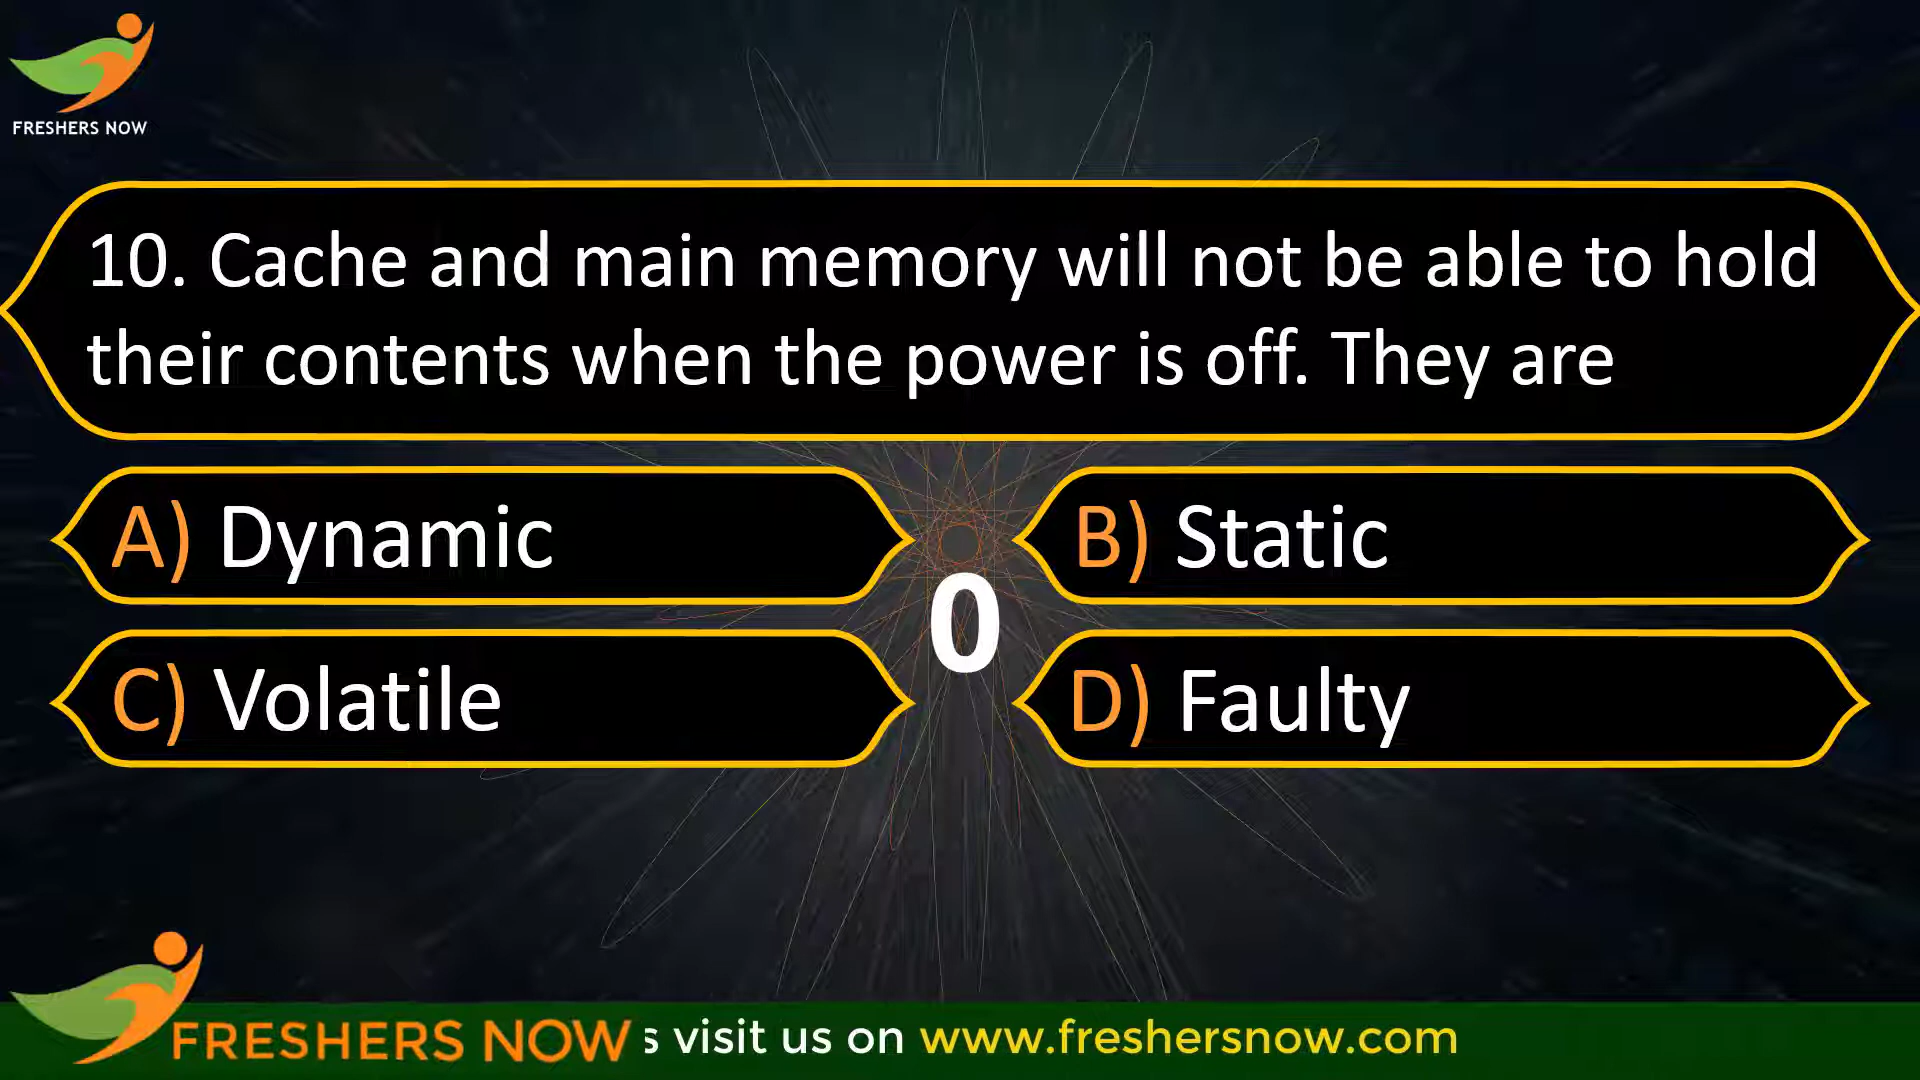 FRESHERS NOW
10. Cache and main memory will not be able to hold
their contents when the power is off. They are
A) Dynamic
B) Static
0
C) Volatile
D) Faulty
FRESHERS NOW s visit us on www.freshersnow.com